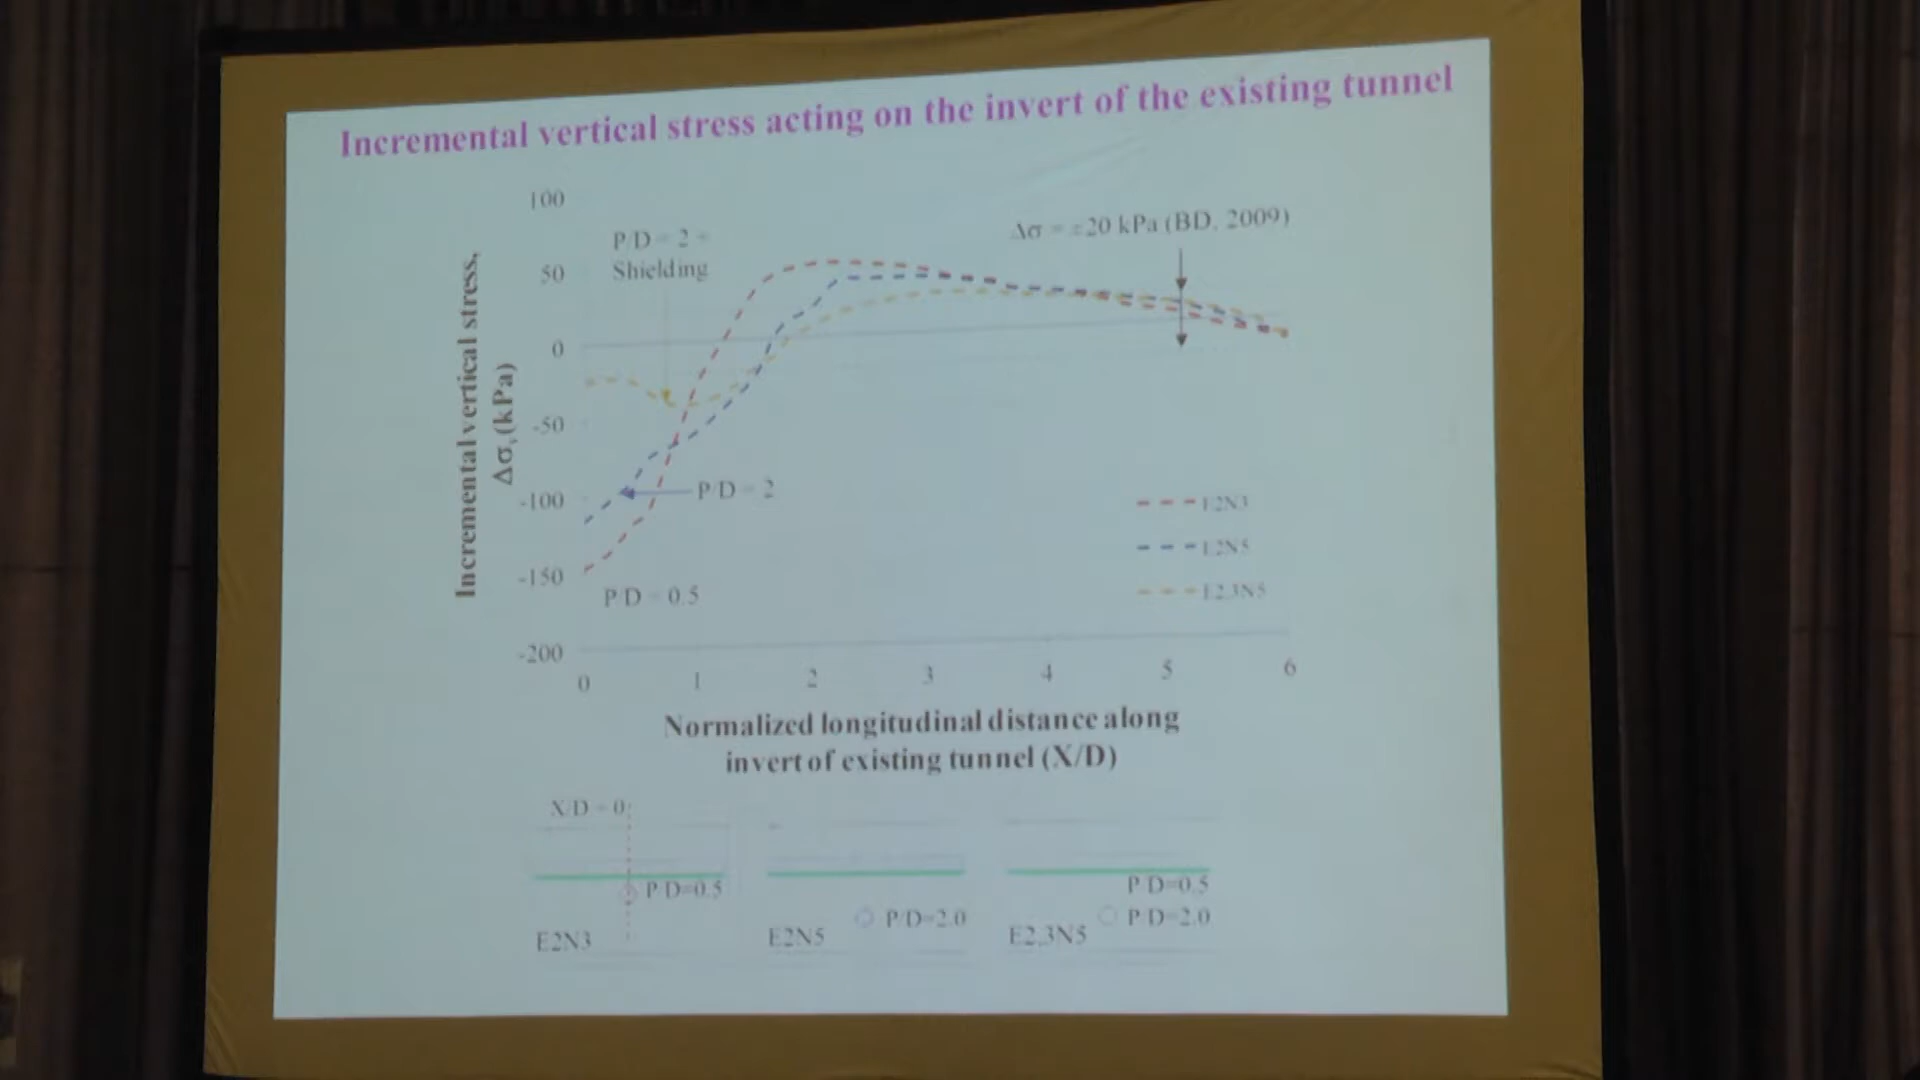 Incremental vertical stress acting on the invert of the existing tunnel
100
50
0
-50
-100
-150
-200
Incremental vertical stress,
Δσᵥ(kPa)
P/D = 2 -
Shielding
Δσ = ±20 kPa (BD, 2009)
P/D = 2
P/D = 0.5
E2N3
E2N5
E2,3N5
0 1 2 3 4 5 6
Normalized longitudinal distance along
invert of existing tunnel (X/D)
X/D = 0
P/D=0.5
E2N3
P/D=2.0
E2N5
P/D=0.5
P/D=2.0
E2,3N5